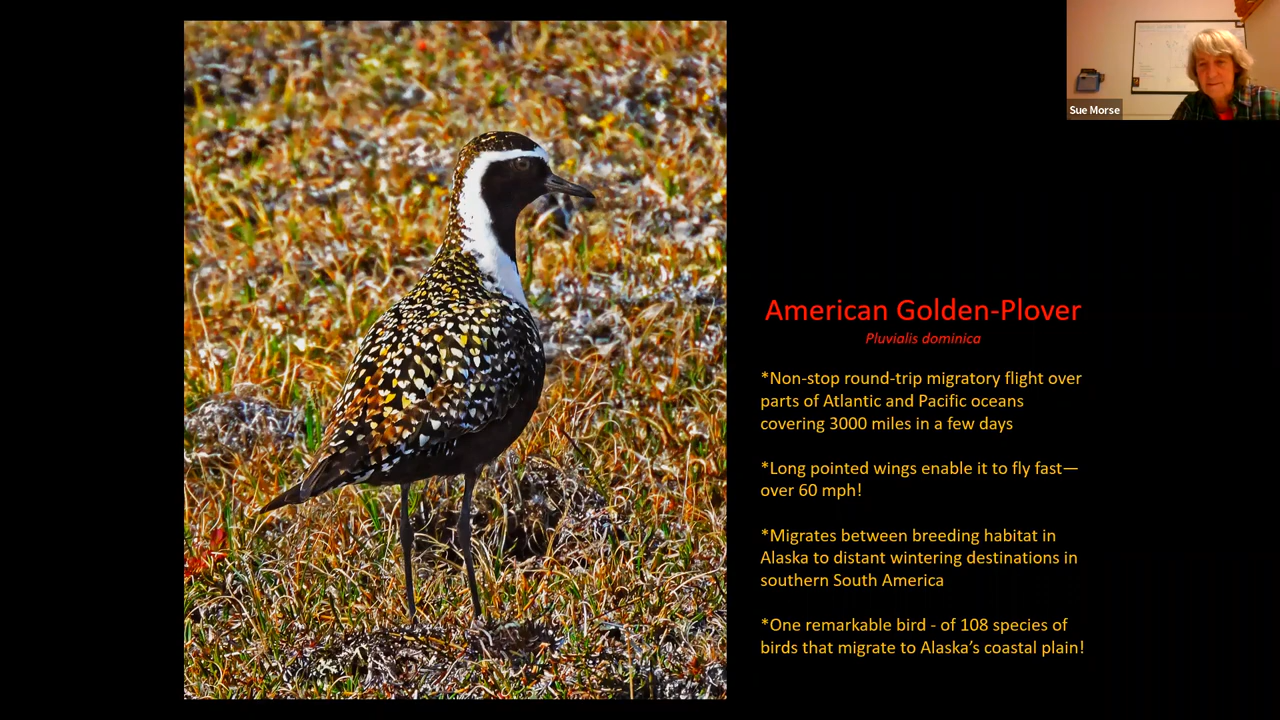 Sue Morse
American Golden-Plover
Pluvialis dominica
*Non-stop round-trip migratory flight over
parts of Atlantic and Pacific oceans
covering 3000 miles in a few days
*Long pointed wings enable it to fly fast—
over 60 mph!
*Migrates between breeding habitat in
Alaska to distant wintering destinations in
southern South America
*One remarkable bird - of 108 species of
birds that migrate to Alaska’s coastal plain!